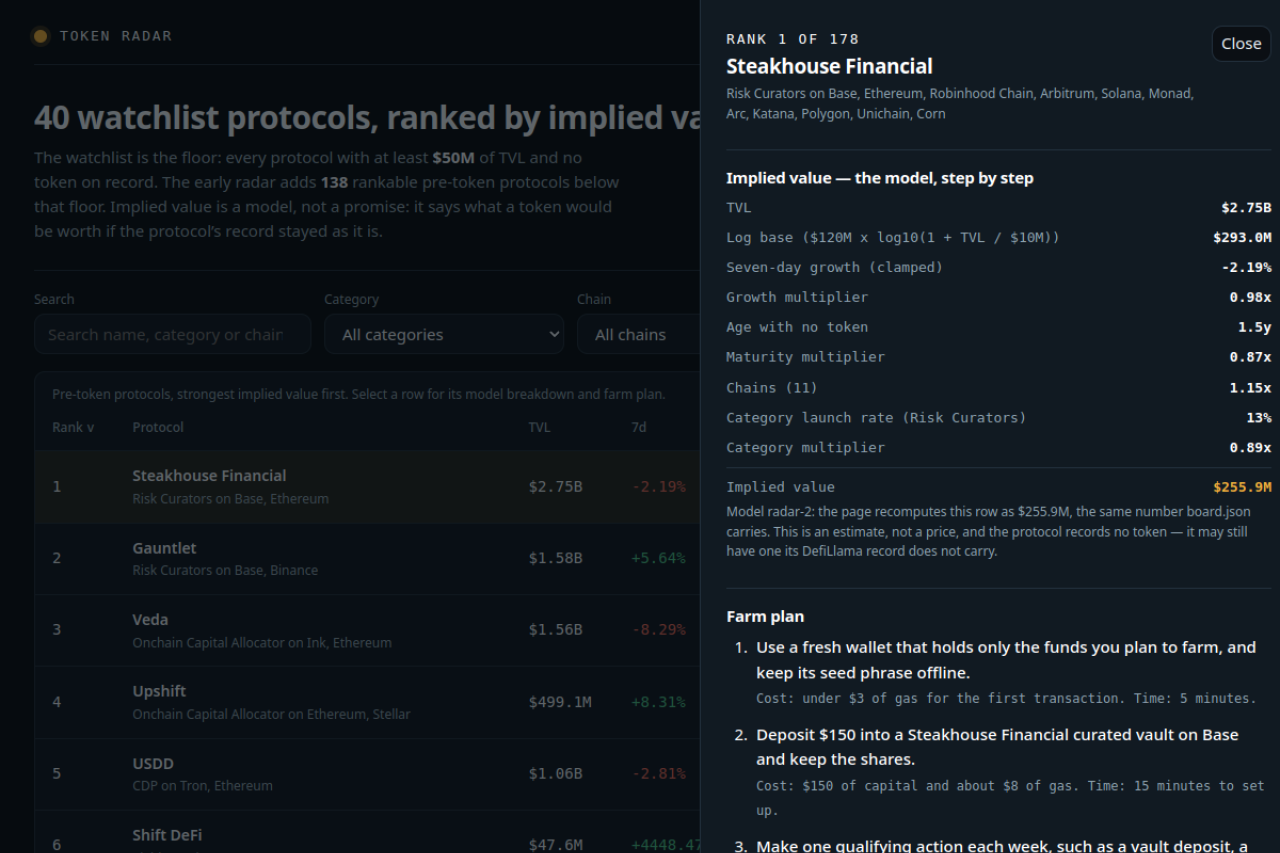 TOKEN RADAR
40 watchlist protocols, ranked by implied va
The watchlist is the floor: every protocol with at least $50M of TVL and no
token on record. The early radar adds 138 rankable pre-token protocols below
that floor. Implied value is a model, not a promise: it says what a token would
be worth if the protocol's record stayed as it is.
Search
Category
Chain
Search name, category or chain
All categories
All chains
Pre-token protocols, strongest implied value first. Select a row for its model breakdown and farm plan.
Rank v
Protocol
TVL
7d
1
Steakhouse Financial
Risk Curators on Base, Ethereum
$2.75B
-2.19%
2
Gauntlet
Risk Curators on Base, Binance
$1.58B
+5.64%
3
Veda
Onchain Capital Allocator on Ink, Ethereum
$1.56B
-8.29%
4
Upshift
Onchain Capital Allocator on Ethereum, Stellar
$499.1M
+8.31%
5
USDD
CDP on Tron, Ethereum
$1.06B
-2.81%
6
Shift DeFi
$47.6M
+4448.47
RANK 1 OF 178
Close
Steakhouse Financial
Risk Curators on Base, Ethereum, Robinhood Chain, Arbitrum, Solana, Monad,
Arc, Katana, Polygon, Unichain, Corn
Implied value — the model, step by step
TVL $2.75B
Log base ($120M x log10(1 + TVL / $10M)) $293.0M
Seven-day growth (clamped) -2.19%
Growth multiplier 0.98x
Age with no token 1.5y
Maturity multiplier 0.87x
Chains (11) 1.15x
Category launch rate (Risk Curators) 13%
Category multiplier 0.89x
Implied value $255.9M
Model radar-2: the page recomputes this row as $255.9M, the same number board.json
carries. This is an estimate, not a price, and the protocol records no token — it may still
have one its DefiLlama record does not carry.
Farm plan
1. Use a fresh wallet that holds only the funds you plan to farm, and
keep its seed phrase offline.
Cost: under $3 of gas for the first transaction. Time: 5 minutes.
2. Deposit $150 into a Steakhouse Financial curated vault on Base
and keep the shares.
Cost: $150 of capital and about $8 of gas. Time: 15 minutes to set
up.
3. Make one qualifying action each week, such as a vault deposit, a